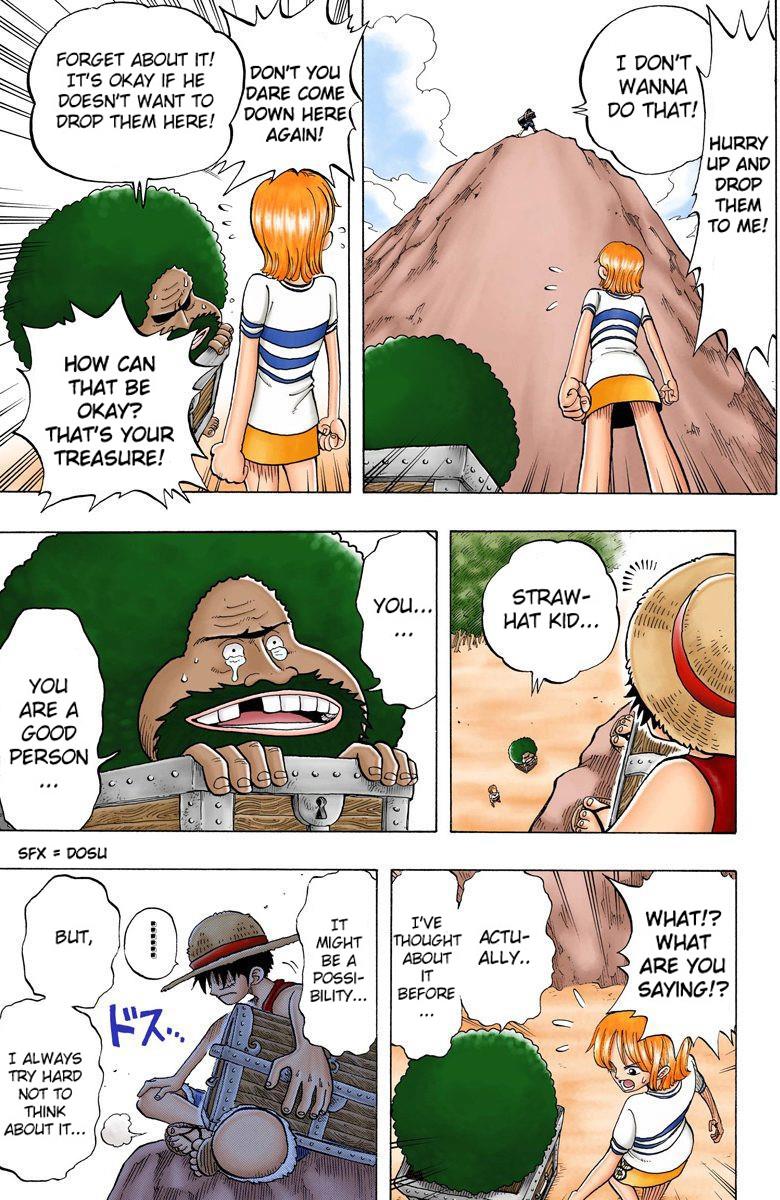 I DON'T
WANNA
DO THAT!
HURRY
UP AND
DROP
THEM
TO ME!
DON'T YOU
DARE COME
DOWN HERE
AGAIN!
FORGET ABOUT IT!
IT'S OKAY IF HE
DOESN'T WANT TO
DROP THEM HERE!
HOW CAN
THAT BE
OKAY?
THAT'S YOUR
TREASURE!
STRAW-
HAT KID...
YOU...
...
YOU
ARE A
GOOD
PERSON
...
SFX = DOSU
WHAT!?
WHAT
ARE YOU
SAYING!?
ACTU-
ALLY..
I'VE
THOUGHT
ABOUT
IT
BEFORE
...
IT
MIGHT
BE A
POSSI-
BILITY...
ドス...
BUT,
I ALWAYS
TRY HARD
NOT TO
THINK
ABOUT IT...